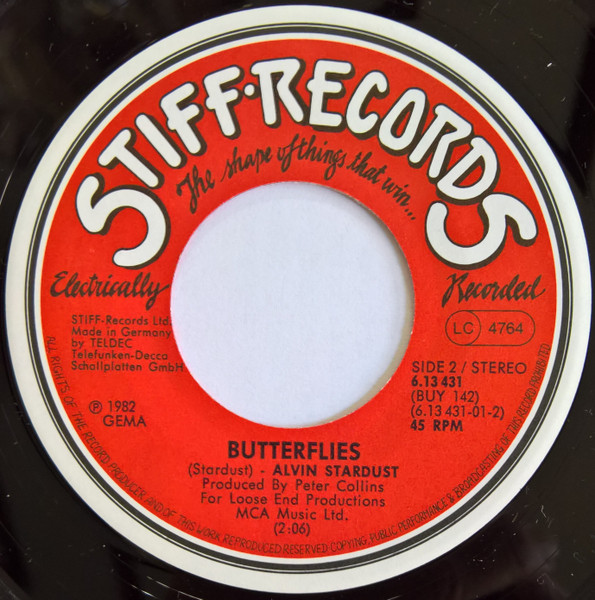 STIFF·RECORDS
The shape of things that win...
Electrically Recorded
STIFF-Records Ltd.
Made in Germany
by TELDEC
Telefunken-Decca
Schallplatten GmbH
LC 4764
SIDE 2 / STEREO
6.13 431
(BUY 142)
(6.13 431-01-2)
45 RPM
℗ 1982
GEMA
BUTTERFLIES
(Stardust) - ALVIN STARDUST
Produced By Peter Collins
For Loose End Productions
MCA Music Ltd.
(2:06)
ALL RIGHTS OF THE RECORD PRODUCER AND OF THIS WORK REPRODUCED RESERVED COPYING, PUBLIC PERFORMANCE & BROADCASTING OF THIS RECORD PROHIBITED